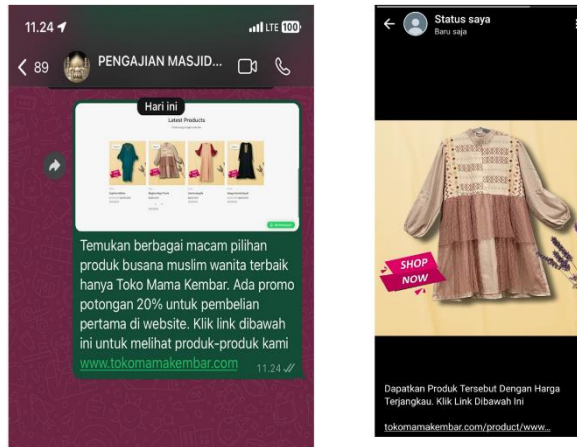 11.24
LTE 100
89
PENGAJIAN MASJID...
Hari ini
Latest Products
Temukan berbagai macam pilihan
produk busana muslim wanita terbaik
hanya Toko Mama Kembar. Ada promo
potongan 20% untuk pembelian
pertama di website. Klik link dibawah
ini untuk melihat produk-produk kami
www.tokomamakembar.com
11.24
Status saya
Baru saja
SHOP
NOW
Dapatkan Produk Tersebut Dengan Harga
Terjangkau. Klik Link Dibawah Ini
tokomamakembar.com/product/www...